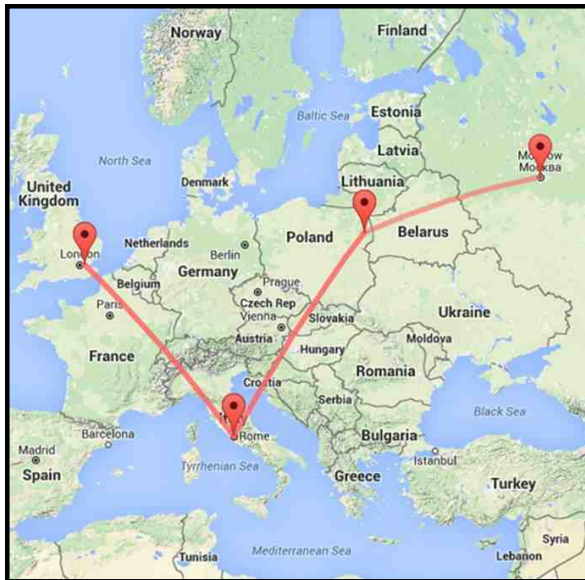 Norway
Finland
Estonia
Baltic Sea
Latvia
North Sea
Moscow
Москва
Denmark
Lithuania
United
Kingdom
Belarus
Netherlands
Poland
London
Berlin
Germany
Belgium
Prague
Czech Rep
Paris
Ukraine
Slovakia
Vienna
Austria
Moldova
France
Hungary
Croatia
Romania
Serbia
Black Sea
Rome
Bulgaria
Barcelona
Madrid
Istanbul
Tyrrhenian Sea
Spain
Greece
Turkey
Syria
Tunisia
Mediterranean Sea
Lebanon